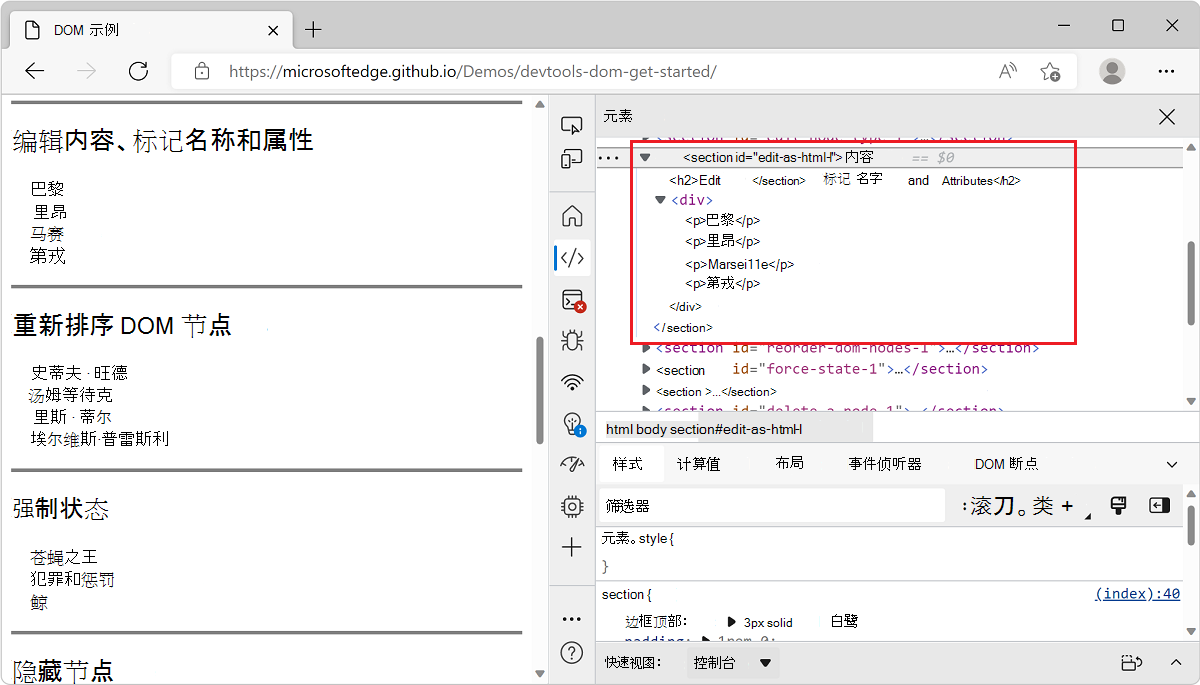 DOM 示例
https://microsoftedge.github.io/Demos/devtools-dom-get-started/
编辑内容、标记名称和属性
巴黎
里昂
马赛
第戎
重新排序 DOM 节点
史蒂夫 · 旺德
汤姆等待克
里斯 · 蒂尔
埃尔维斯·普雷斯利
强制状态
苍蝇之王
犯罪和惩罚
鲸
隐藏节点
元素
<section id="edit-as-html-l">内容 == $0
<h2>Edit </section> 标记 名字 and Attributes</h2>
<div>
<p>巴黎</p>
<p>里昂</p>
<p>Marsei11e</p>
<p>第戎</p>
</div>
</section>
<section id="reorder-dom-nodes-1">…</section>
<section id="force-state-1">…</section>
<section >...</section>
<section id="delete-a-node-1"> </section>
html body section#edit-as-htmH
样式 计算值 布局 事件侦听器 DOM 断点
筛选器 :滚刀。类 +
元素。style {
}
section { (index):40
边框顶部: 3px solid 白鹭
padding: 1rem 0;
快速视图: 控制台